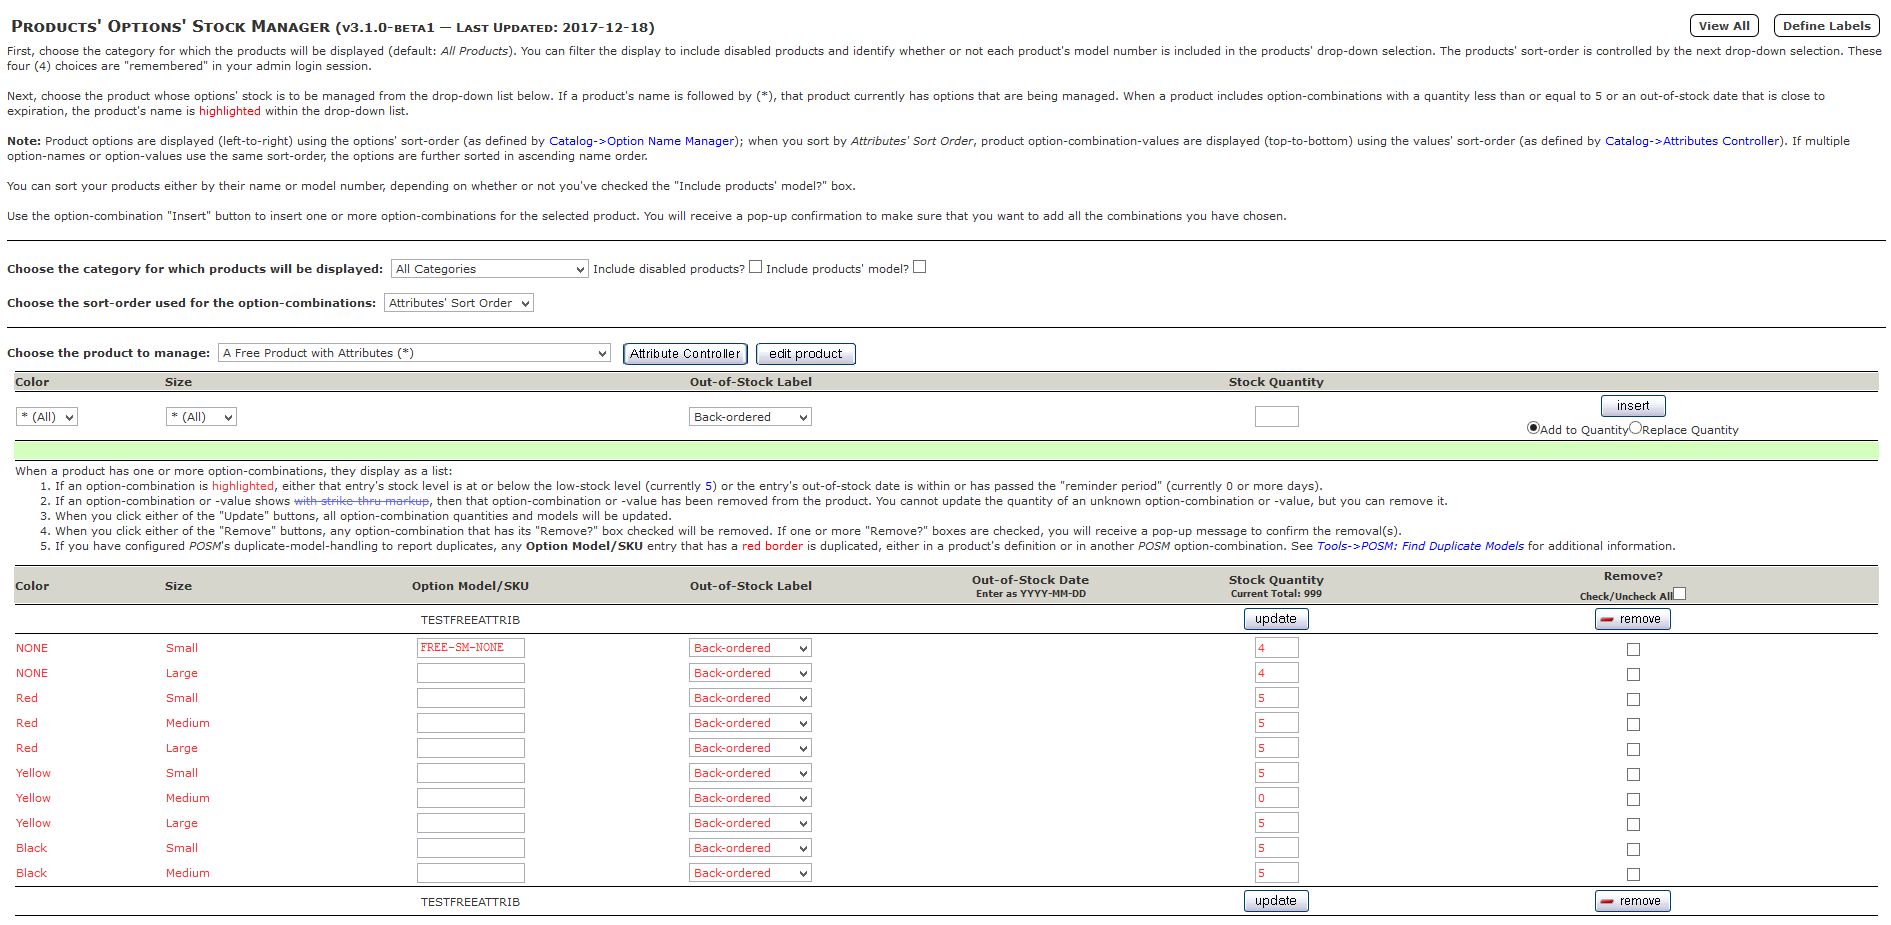 Products' Options' Stock Manager (v3.1.0-beta1 — Last Updated: 2017-12-18)
View All
Define Labels
First, choose the category for which the products will be displayed (default: All Products). You can filter the display to include disabled products and identify whether or not each product's model number is included in the products' drop-down selection. The products' sort-order is controlled by the next drop-down selection. These
four (4) choices are "remembered" in your admin login session.
Next, choose the product whose options' stock is to be managed from the drop-down list below. If a product's name is followed by (*), that product currently has options that are being managed. When a product includes option-combinations with a quantity less than or equal to 5 or an out-of-stock date that is close to
expiration, the product's name is highlighted within the drop-down list.
Note: Product options are displayed (left-to-right) using the options' sort-order (as defined by Catalog->Option Name Manager); when you sort by Attributes' Sort Order, product option-combination-values are displayed (top-to-bottom) using the values' sort-order (as defined by Catalog->Attributes Controller). If multiple
option-names or option-values use the same sort-order, the options are further sorted in ascending name order.
You can sort your products either by their name or model number, depending on whether or not you've checked the "Include products' model?" box.
Use the option-combination "Insert" button to insert one or more option-combinations for the selected product. You will receive a pop-up confirmation to make sure that you want to add all the combinations you have chosen.
Choose the category for which products will be displayed: All Categories Include disabled products? Include products' model?
Choose the sort-order used for the option-combinations: Attributes' Sort Order
Choose the product to manage: A Free Product with Attributes (*) Attribute Controller edit product
Color Size Out-of-Stock Label Stock Quantity
* (All) * (All) Back-ordered insert
Add to Quantity Replace Quantity
When a product has one or more option-combinations, they display as a list:
1. If an option-combination is highlighted, either that entry's stock level is at or below the low-stock level (currently 5) or the entry's out-of-stock date is within or has passed the "reminder period" (currently 0 or more days).
2. If an option-combination or -value shows with strike-thru markup, then that option-combination or -value has been removed from the product. You cannot update the quantity of an unknown option-combination or -value, but you can remove it.
3. When you click either of the "Update" buttons, all option-combination quantities and models will be updated.
4. When you click either of the "Remove" buttons, any option-combination that has its "Remove?" box checked will be removed. If one or more "Remove?" boxes are checked, you will receive a pop-up message to confirm the removal(s).
5. If you have configured POSM's duplicate-model-handling to report duplicates, any Option Model/SKU entry that has a red border is duplicated, either in a product's definition or in another POSM option-combination. See Tools->POSM: Find Duplicate Models for additional information.
Color Size Option Model/SKU Out-of-Stock Label Out-of-Stock Date Stock Quantity Remove?
Enter as YYYY-MM-DD Current Total: 999 Check/Uncheck All
TESTFREEATTRIB update remove
NONE Small FREE-SM-NONE Back-ordered 4
NONE Large Back-ordered 4
Red Small Back-ordered 5
Red Medium Back-ordered 5
Red Large Back-ordered 5
Yellow Small Back-ordered 5
Yellow Medium Back-ordered 0
Yellow Large Back-ordered 5
Black Small Back-ordered 5
Black Medium Back-ordered 5
TESTFREEATTRIB update remove